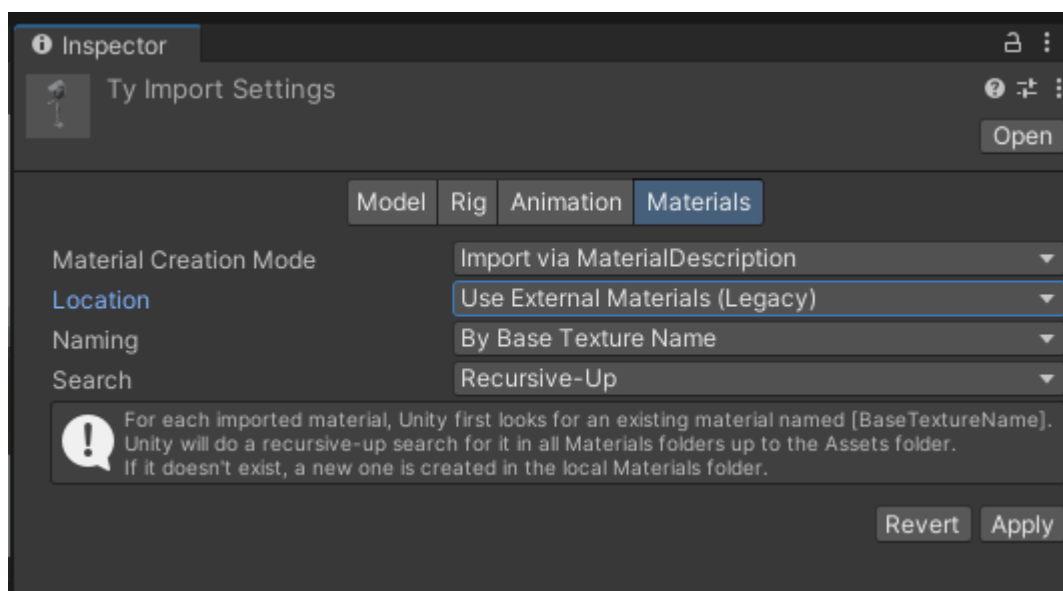 Inspector
Ty Import Settings
Open
Model Rig Animation Materials
Material Creation Mode Import via MaterialDescription
Location Use External Materials (Legacy)
Naming By Base Texture Name
Search Recursive-Up
For each imported material, Unity first looks for an existing material named [BaseTextureName].
Unity will do a recursive-up search for it in all Materials folders up to the Assets folder.
If it doesn't exist, a new one is created in the local Materials folder.
Revert Apply